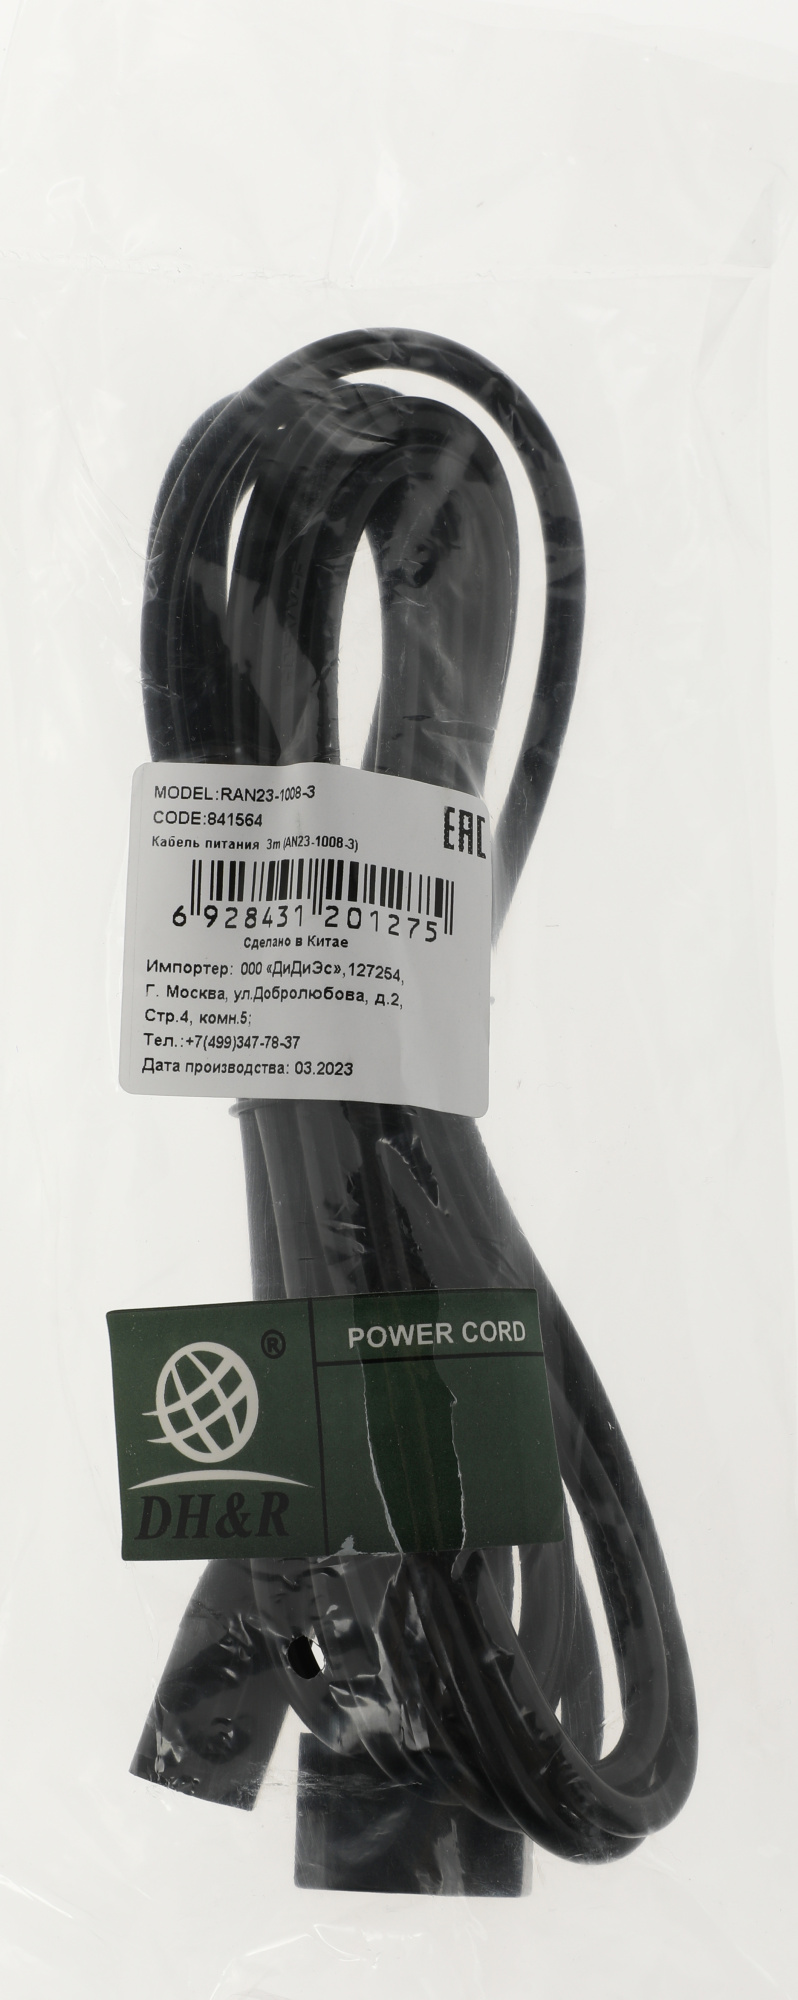 MODEL:RAN23-1008-3
CODE:841564
EAC
Кабель питания 3m (AN23-1008-3)
6 928431 201275
Сделано в Китае
Импортер: ООО «ДиДиЭс»,127254,
Г. Москва, ул.Добролюбова, д.2,
Стр.4, комн.5;
Тел.:+7(499)347-78-37
Дата производства: 03.2023
POWER CORD
®
DH&R